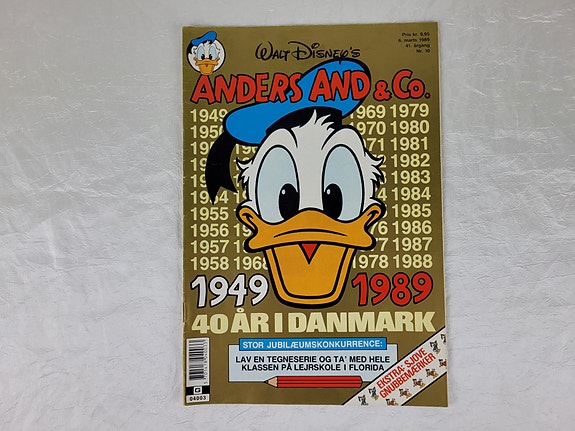 Pris kr. 9,95
6. marts 1989
41. årgang
Nr. 10
WALT DISNEY'S
ANDERS AND & Co.
1949 1969 1979
1950 1970 1980
1971 1981
1982
1983
1984
1955 1985
1956 1986
1957 1987
1958 1978 1988
1949 1989
40 ÅR I DANMARK
STOR JUBILÆUMSKONKURRENCE:
LAV EN TEGNESERIE OG TA' MED HELE
KLASSEN PÅ LEJRSKOLE I FLORIDA
EKSTRA: SJOVE
GNUBBEMÆRKER
G
04003